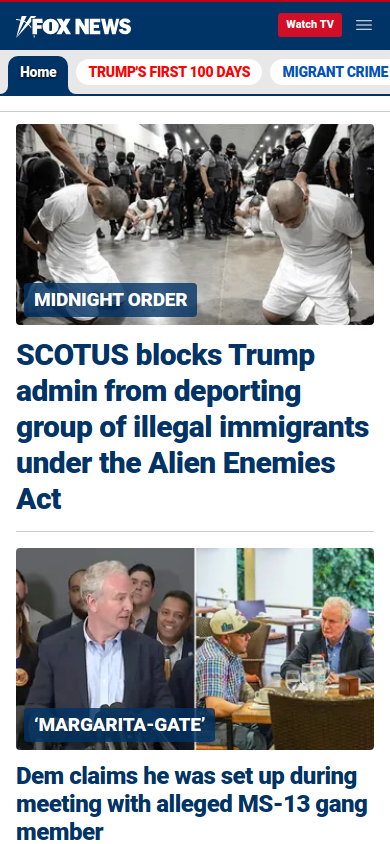 FOX NEWS
Watch TV
Home
TRUMP'S FIRST 100 DAYS
MIGRANT CRIME
MIDNIGHT ORDER
SCOTUS blocks Trump
admin from deporting
group of illegal immigrants
under the Alien Enemies
Act
‘MARGARITA-GATE’
Dem claims he was set up during
meeting with alleged MS-13 gang
member